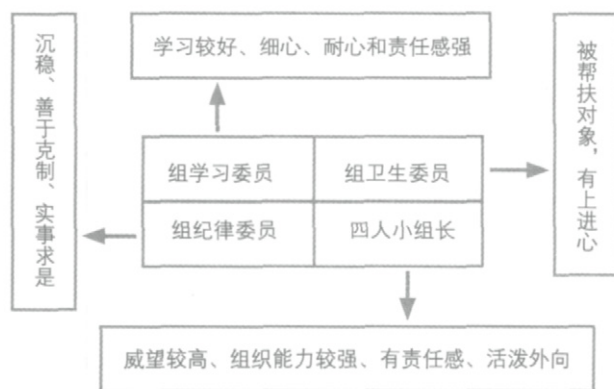 学习较好、细心、耐心和责任感强
沉稳、善于克制、实事求是
组学习委员
组卫生委员
组纪律委员
四人小组长
被帮扶对象，有上进心
威望较高、组织能力较强、有责任感、活泼外向